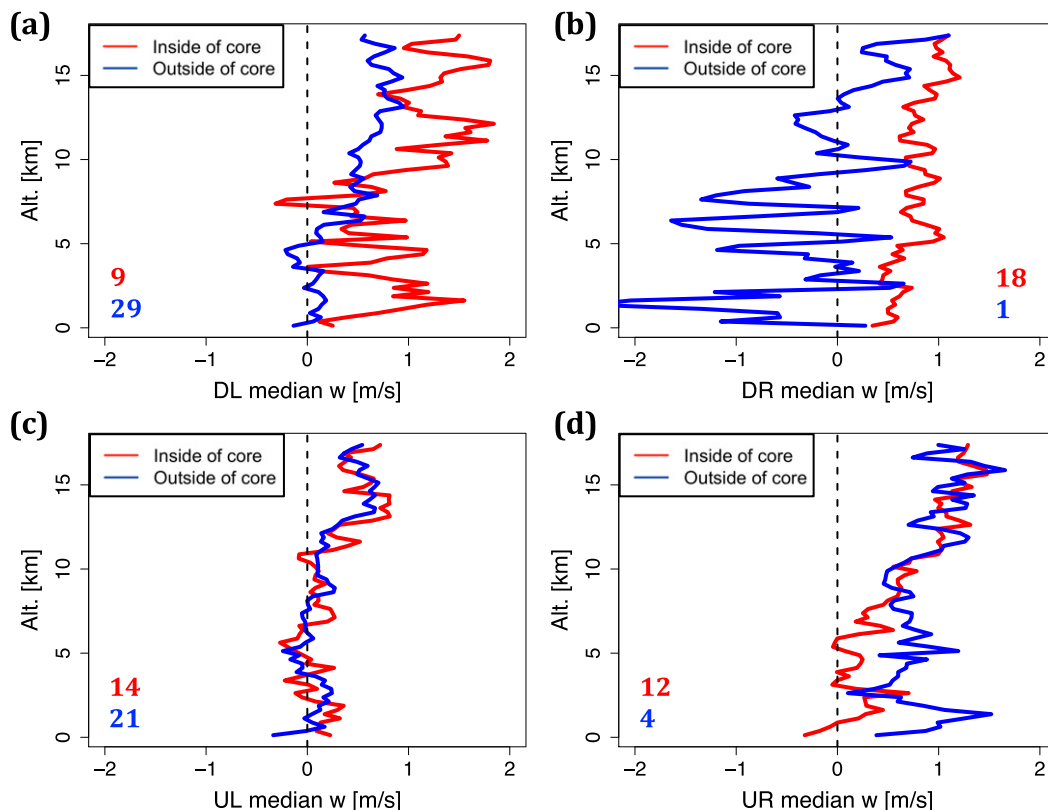 (a)
Inside of core
Outside of core
Alt. [km]
15
10
5
0
9
29
−2
−1
0
1
2
DL median w [m/s]
(b)
Inside of core
Outside of core
Alt. [km]
15
10
5
0
18
1
−2
−1
0
1
2
DR median w [m/s]
(c)
Inside of core
Outside of core
Alt. [km]
15
10
5
0
14
21
−2
−1
0
1
2
UL median w [m/s]
(d)
Inside of core
Outside of core
Alt. [km]
15
10
5
0
12
4
−2
−1
0
1
2
UR median w [m/s]